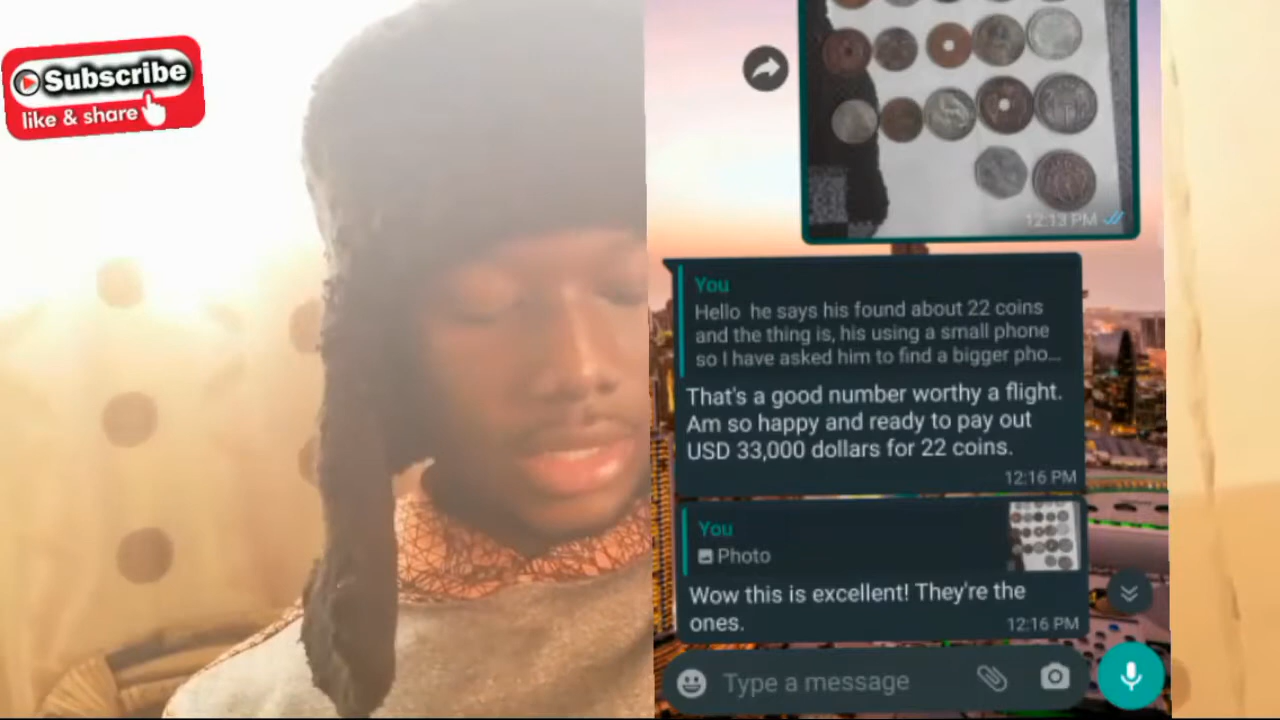 Subscribe
like & share
12:13 PM
You
Hello he says his found about 22 coins
and the thing is, his using a small phone
so I have asked him to find a bigger pho...
That's a good number worthy a flight.
Am so happy and ready to pay out
USD 33,000 dollars for 22 coins.
12:16 PM
You
Photo
Wow this is excellent! They're the
ones.
12:16 PM
Type a message